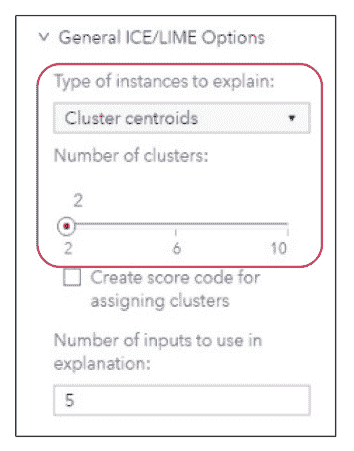 General ICE/LIME Options
Type of instances to explain:
Cluster centroids
Number of clusters:
2
2 6 10
Create score code for
assigning clusters
Number of inputs to use in
explanation:
5